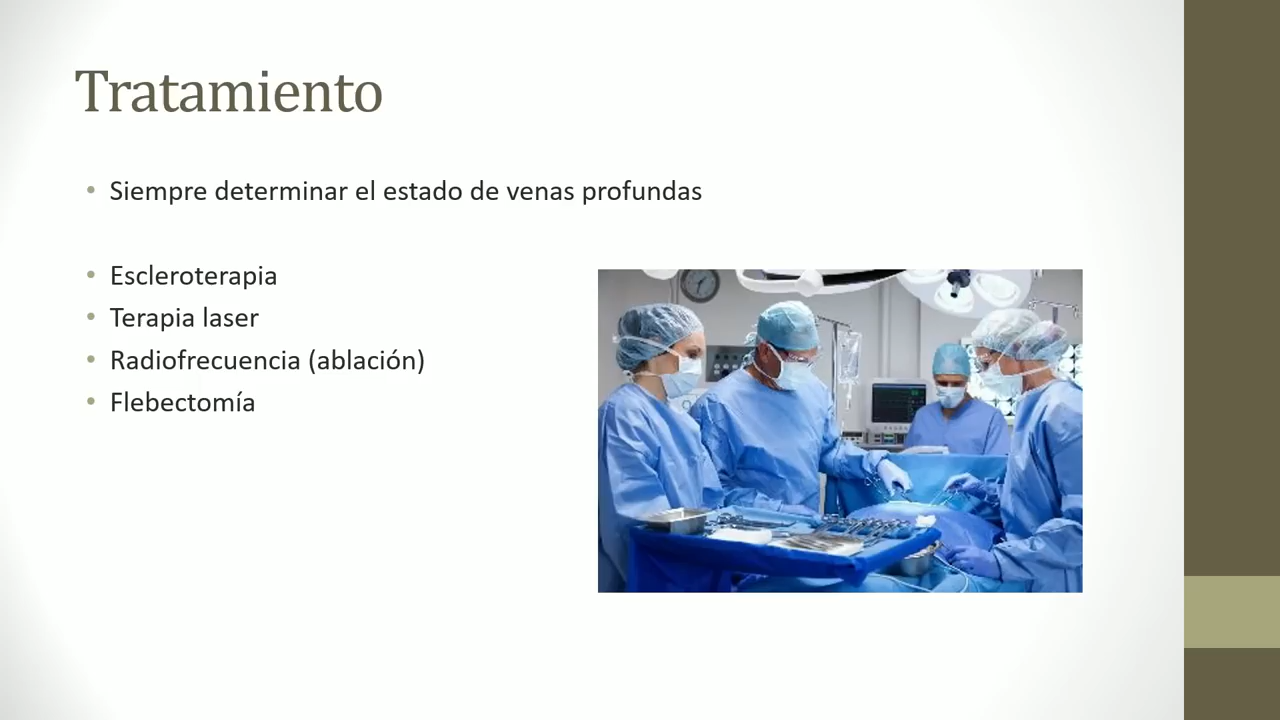 Tratamiento
• Siempre determinar el estado de venas profundas
• Escleroterapia
• Terapia laser
• Radiofrecuencia (ablación)
• Flebectomía